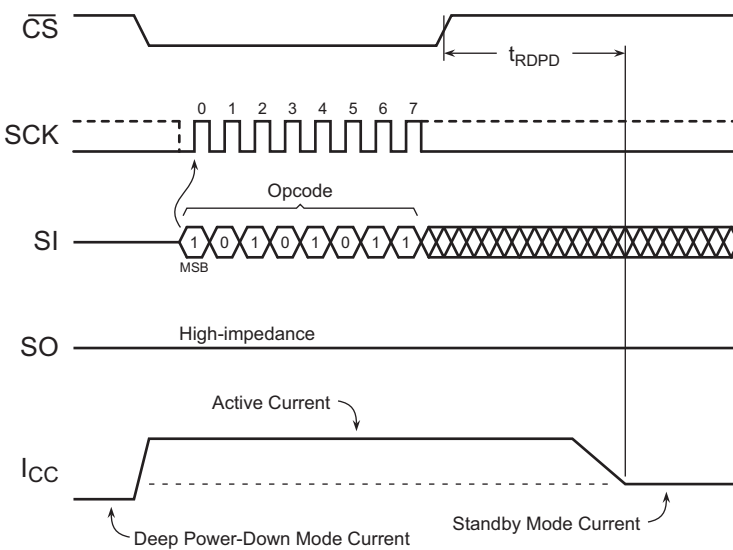 CS
tRDPD
0 1 2 3 4 5 6 7
SCK
Opcode
SI
1 0 1 0 1 0 1 1
MSB
High-impedance
SO
Active Current
ICC
Standby Mode Current
Deep Power-Down Mode Current